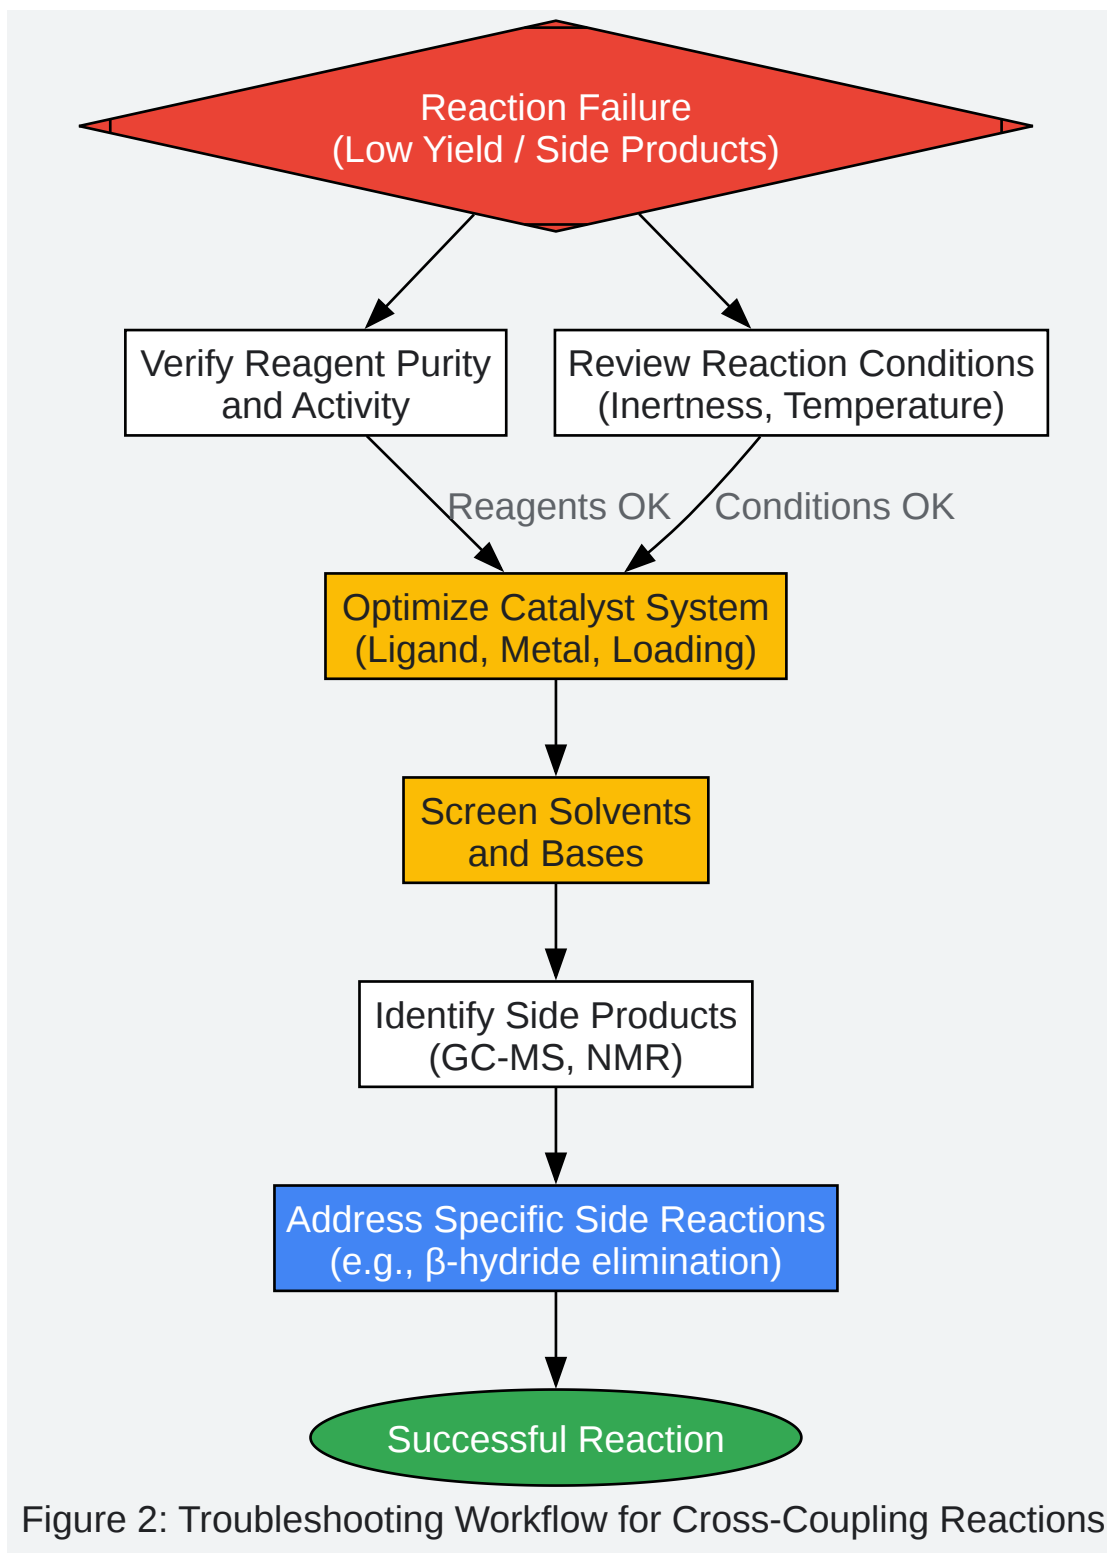 Reaction Failure
(Low Yield / Side Products)
Verify Reagent Purity
and Activity
Review Reaction Conditions
(Inertness, Temperature)
Reagents OK
Conditions OK
Optimize Catalyst System
(Ligand, Metal, Loading)
Screen Solvents
and Bases
Identify Side Products
(GC-MS, NMR)
Address Specific Side Reactions
(e.g., β-hydride elimination)
Successful Reaction
Figure 2: Troubleshooting Workflow for Cross-Coupling Reactions